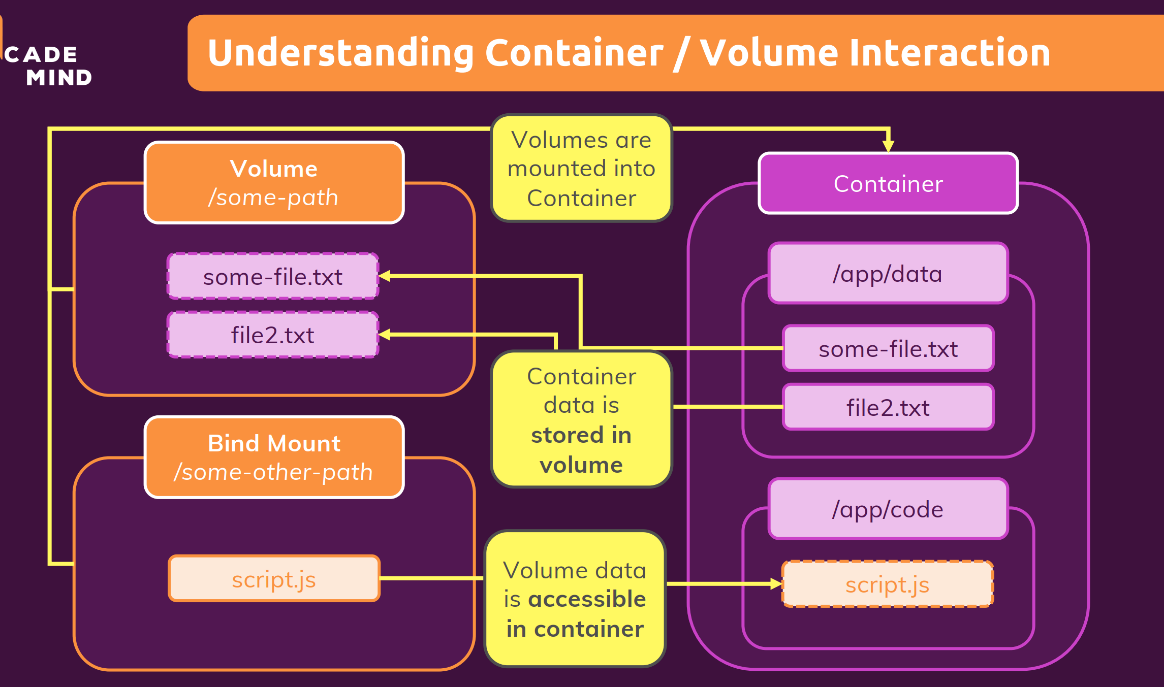 CADE
MIND
Understanding Container / Volume Interaction
Volumes are
mounted into
Container
Volume
/some-path
some-file.txt
file2.txt
Container
/app/data
some-file.txt
file2.txt
Container
data is
stored in
volume
Bind Mount
/some-other-path
script.js
Volume data
is accessible
in container
/app/code
script.js